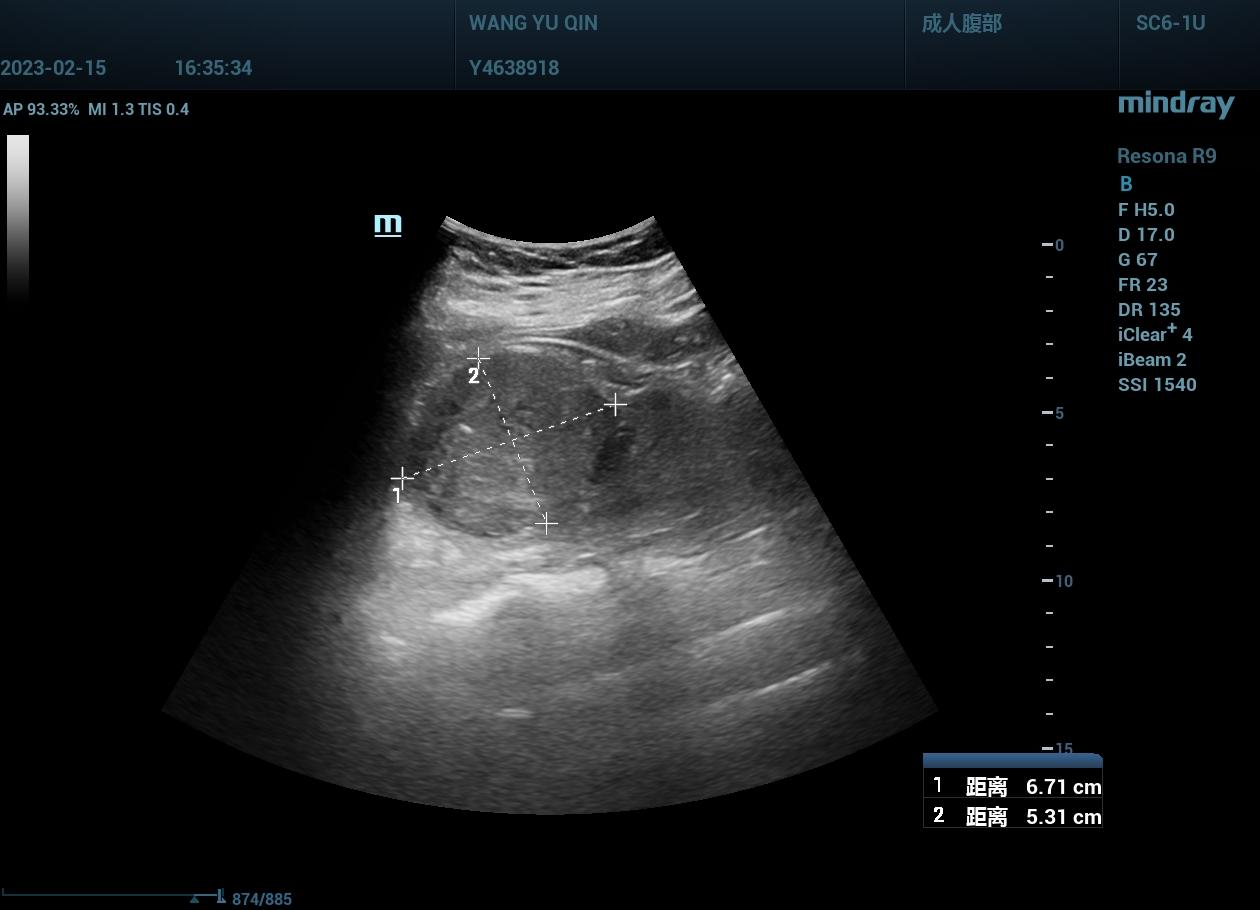 WANG YU QIN
成人腹部
SC6-1U
2023-02-15 16:35:34
Y4638918
AP 93.33% MI 1.3 TIS 0.4
mindray
Resona R9
B
F H5.0
D 17.0
G 67
FR 23
DR 135
iClear+ 4
iBeam 2
SSI 1540
m
0
5
10
15
2
1
1 距离 6.71 cm
2 距离 5.31 cm
874/885